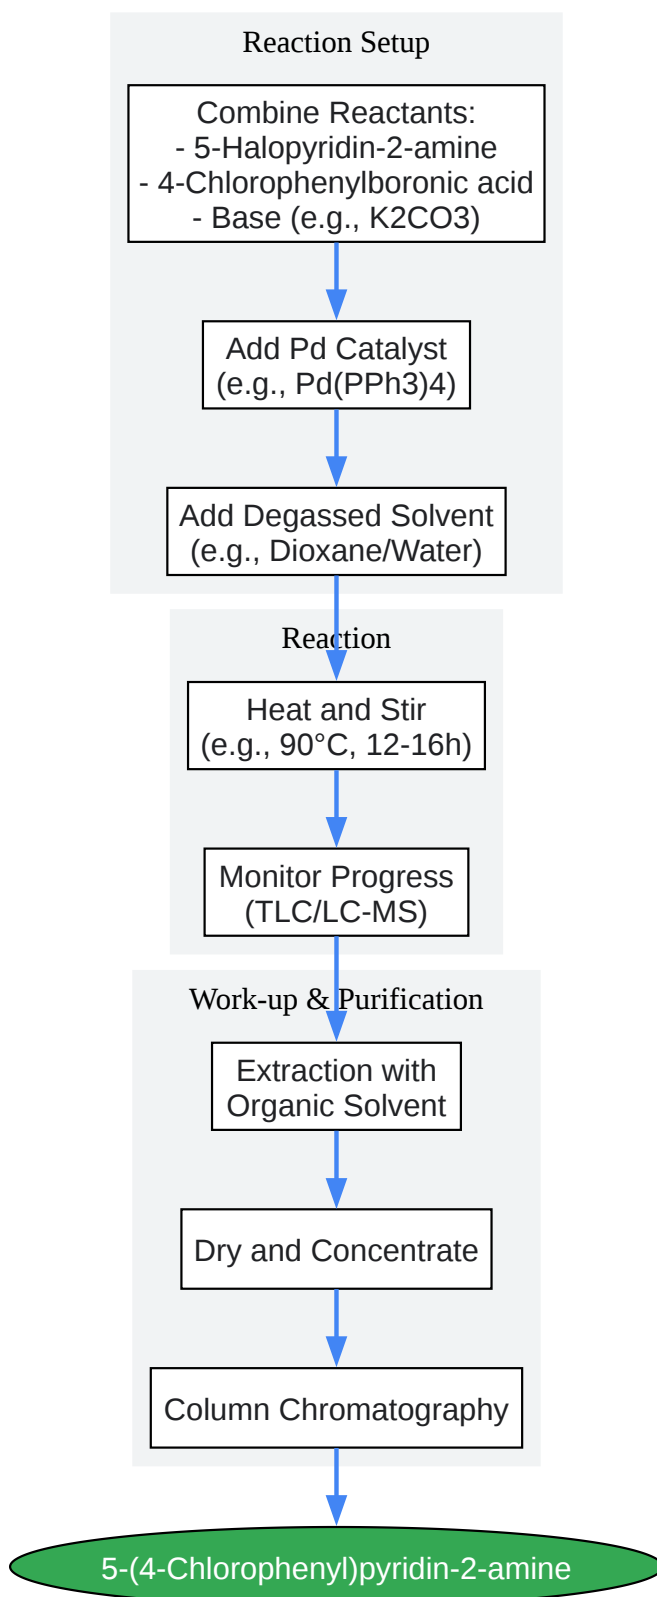 Reaction Setup
Combine Reactants:
- 5-Halopyridin-2-amine
- 4-Chlorophenylboronic acid
- Base (e.g., K2CO3)
Add Pd Catalyst
(e.g., Pd(PPh3)4)
Add Degassed Solvent
(e.g., Dioxane/Water)
Reaction
Heat and Stir
(e.g., 90°C, 12-16h)
Monitor Progress
(TLC/LC-MS)
Work-up & Purification
Extraction with
Organic Solvent
Dry and Concentrate
Column Chromatography
5-(4-Chlorophenyl)pyridin-2-amine